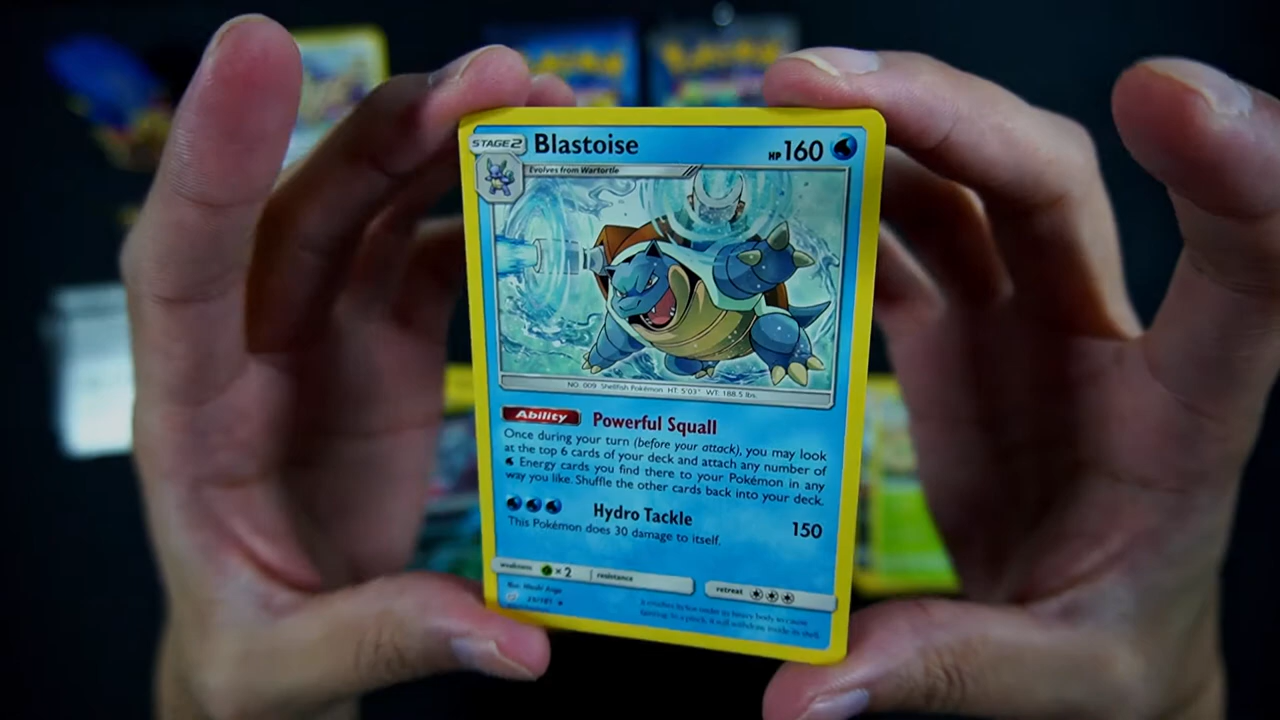 STAGE 2 Blastoise HP 160
Evolves from Wartortle
NO. 009 Shellfish Pokémon HT: 5'03" WT: 188.5 lbs.
Ability Powerful Squall
Once during your turn (before your attack), you may look
at the top 6 cards of your deck and attach any number of
Energy cards you find there to your Pokémon in any
way you like. Shuffle the other cards back into your deck.
Hydro Tackle 150
This Pokémon does 30 damage to itself.
weakness ×2 resistance retreat